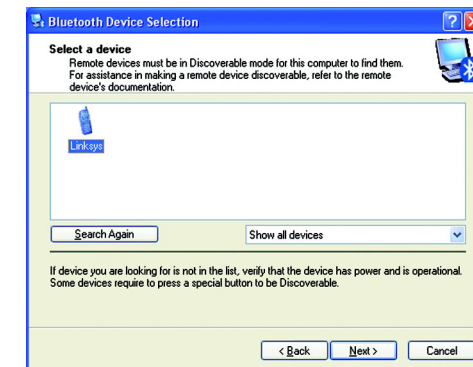 Bluetooth Device Selection
Select a device
Remote devices must be in Discoverable mode for this computer to find them.
For assistance in making a remote device discoverable, refer to the remote
device's documentation.
Linksys
Search Again
Show all devices
If device you are looking for is not in the list, verify that the device has power and is operational.
Some devices require to press a special button to be Discoverable.
< Back
Next >
Cancel